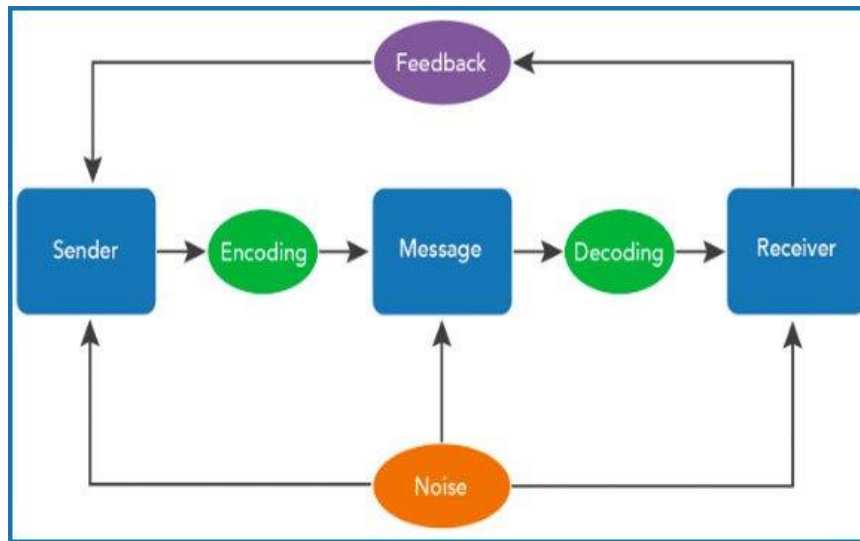 Feedback
Sender
Encoding
Message
Decoding
Receiver
Noise